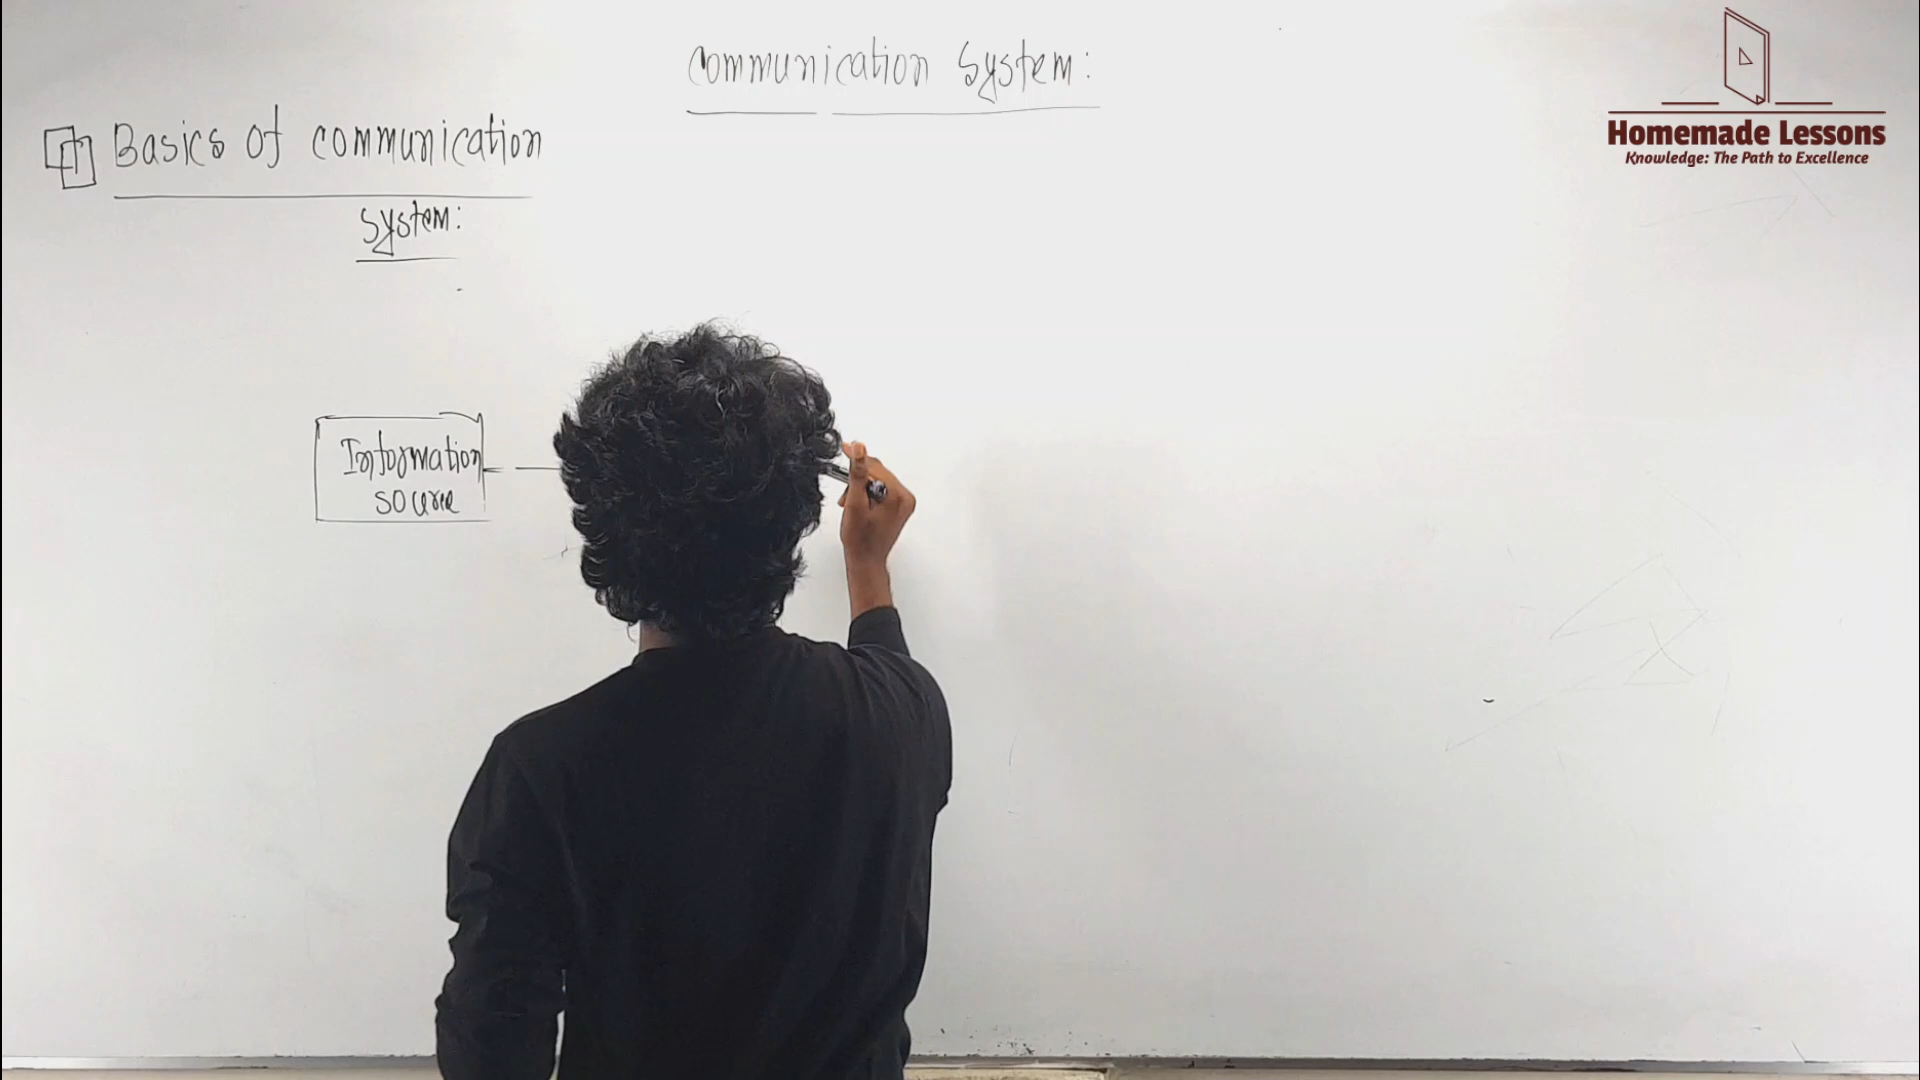 Communication System:
Basics of communication
system:
Information
source
Homemade Lessons
Knowledge: The Path to Excellence